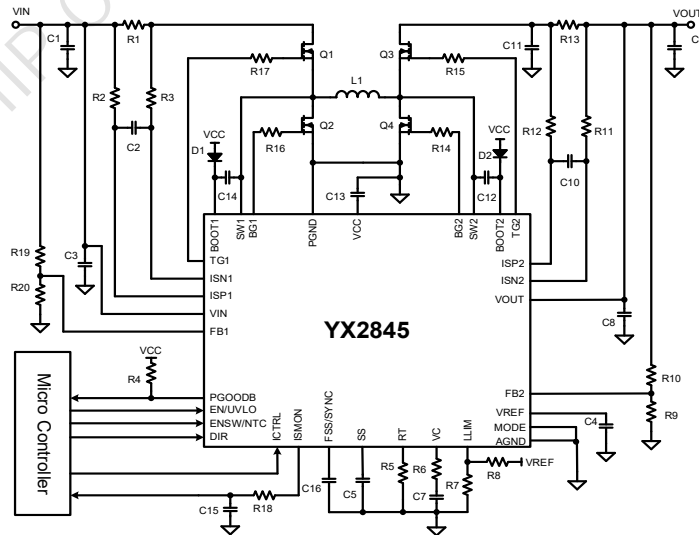 VIN
VOUT
C1
R1
Q1
Q3
C11
R13
C
R17
R15
L1
R2
R3
C2
Q2
Q4
R12
R11
C10
VCC
D1
R16
R14
VCC
D2
C14
C13
C12
BOOT1
SW1
BG1
PGND
VCC
BG2
SW2
BOOT2
TG2
R19
C3
R20
TG1
ISN1
ISP1
VIN
FB1
ISP2
ISN2
VOUT
YX2845
C8
VCC
R4
R10
R9
Micro Controller
PGOODB
EN/UVLO
ENSW/NTC
DIR
ICTRL
ISMON
FSS/SYNC
SS
RT
VC
LLIM
FB2
VREF
MODE
AGND
C4
C16
C5
R5
R6
C7
R7
R8
VREF
C15
R18